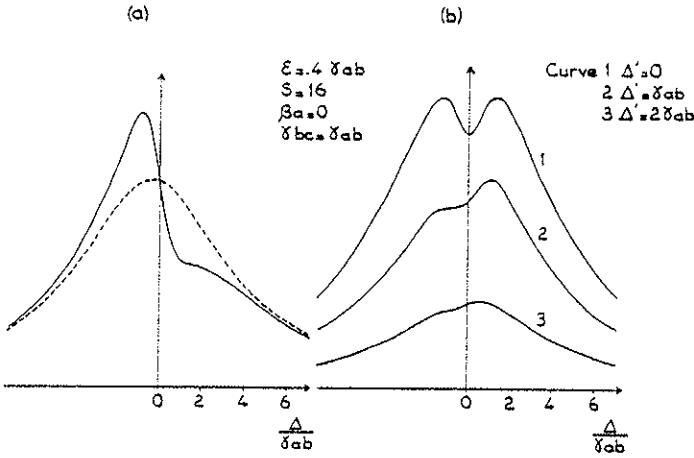 (a)
(b)
Ɛ = .4 γab
S = 16
βa = 0
γbc = γab
Curve 1 Δ' = 0
2 Δ' = γab
3 Δ' = 2γab
1
2
3
0 2 4 6
Δ
γab
0 2 4 6
Δ
γab